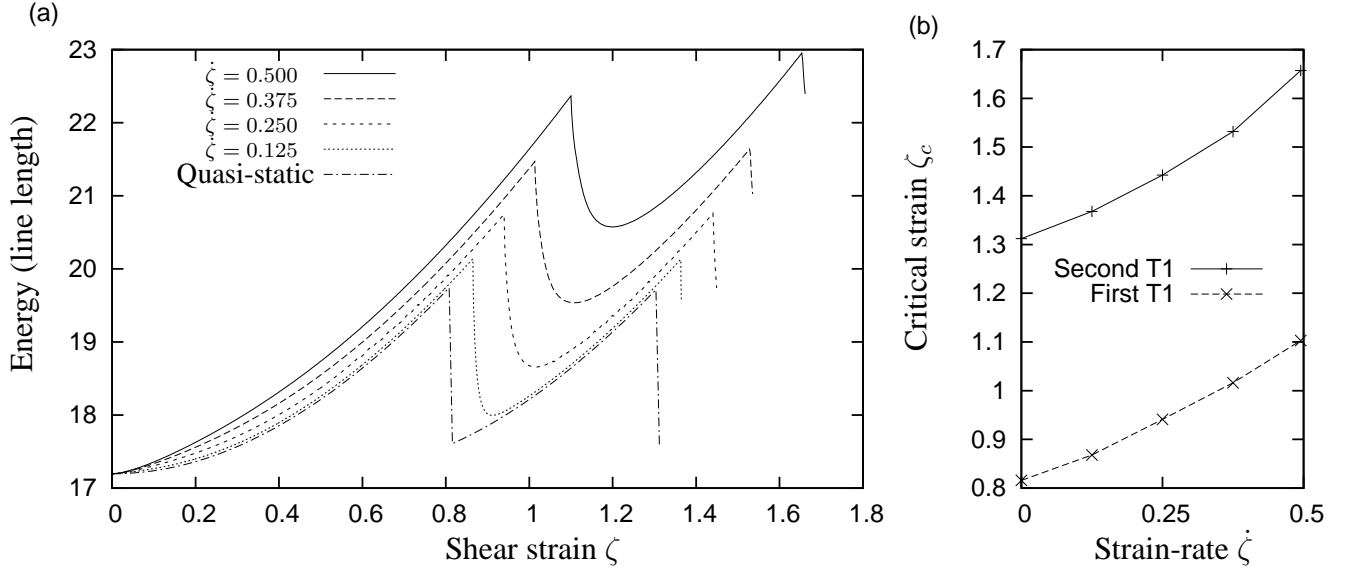 (a)
Energy (line length)
23
22
21
20
19
18
17
0
0.2
0.4
0.6
0.8
1
1.2
1.4
1.6
1.8
Shear strain ζ
ζ̇ = 0.500
ζ̇ = 0.375
ζ̇ = 0.250
ζ̇ = 0.125
Quasi-static
(b)
Critical strain ζc
1.7
1.6
1.5
1.4
1.3
1.2
1.1
1
0.9
0.8
0
0.25
0.5
Strain-rate ζ̇
Second T1
First T1